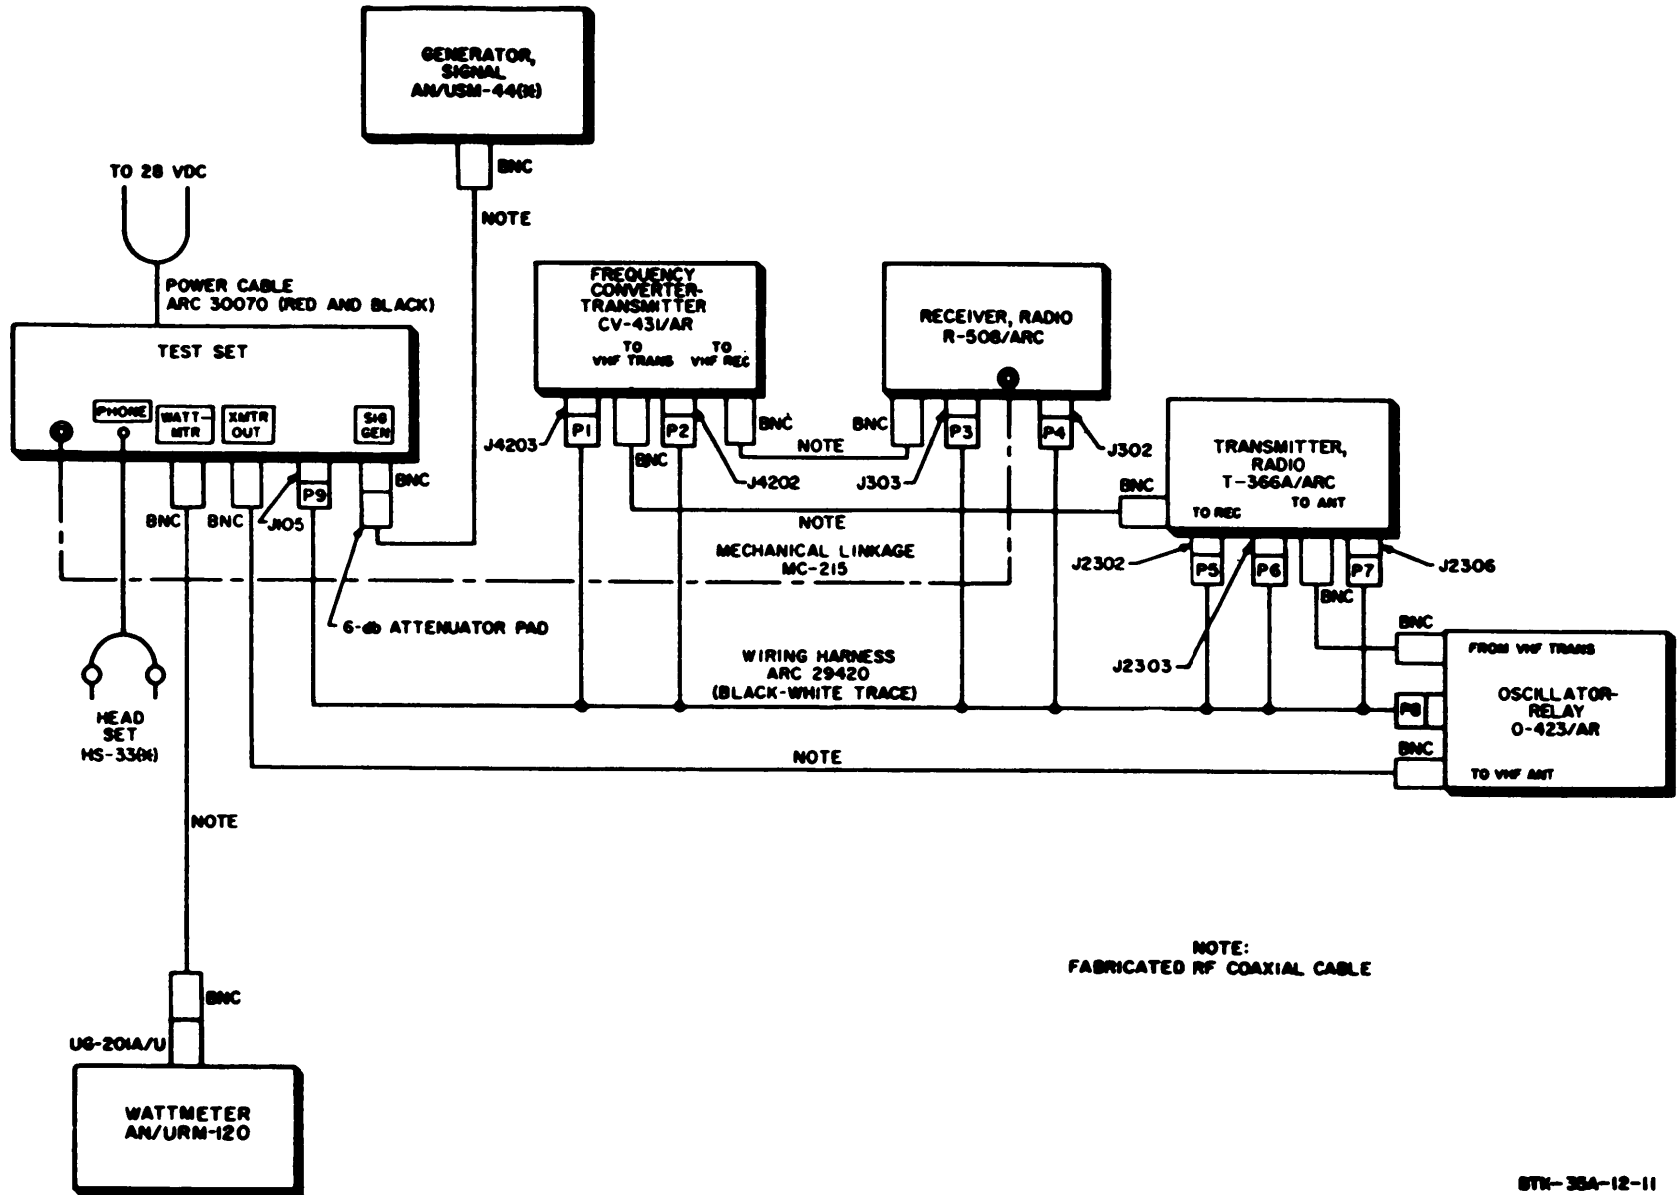 GENERATOR,
SIGNAL
AN/USM-44(*)
BNC
NOTE
TO 28 VDC
POWER CABLE
ARC 30070 (RED AND BLACK)
TEST SET
PHONE
WATT-
MTR
XMTR
OUT
SIG
GEN
BNC
BNC
J105
P9
BNC
6-db ATTENUATOR PAD
HEAD
SET
HS-33(*)
FREQUENCY
CONVERTER-
TRANSMITTER
CV-431/AR
TO
VHF TRANS
TO
VHF REC
J4203
P1
BNC
P2
J4202
BNC
NOTE
RECEIVER, RADIO
R-508/ARC
BNC
J303
P3
P4
J302
NOTE
MECHANICAL LINKAGE
MC-215
TRANSMITTER,
RADIO
T-366A/ARC
TO REC
TO ANT
BNC
J2302
P5
P6
P7
J2306
BNC
J2303
WIRING HARNESS
ARC 29420
(BLACK-WHITE TRACE)
BNC
FROM VHF TRANS
P8
OSCILLATOR-
RELAY
O-423/AR
BNC
TO VHF ANT
NOTE
NOTE
BNC
UG-201A/U
WATTMETER
AN/URM-120
NOTE:
FABRICATED RF COAXIAL CABLE
BTK-35A-12-11